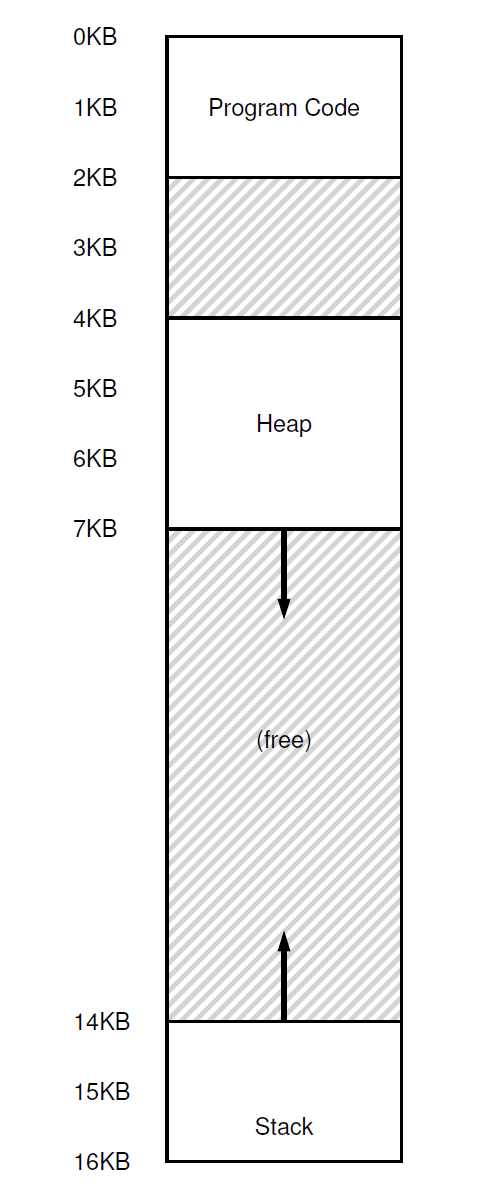 0KB
1KB
Program Code
2KB
3KB
4KB
5KB
Heap
6KB
7KB
(free)
14KB
15KB
Stack
16KB